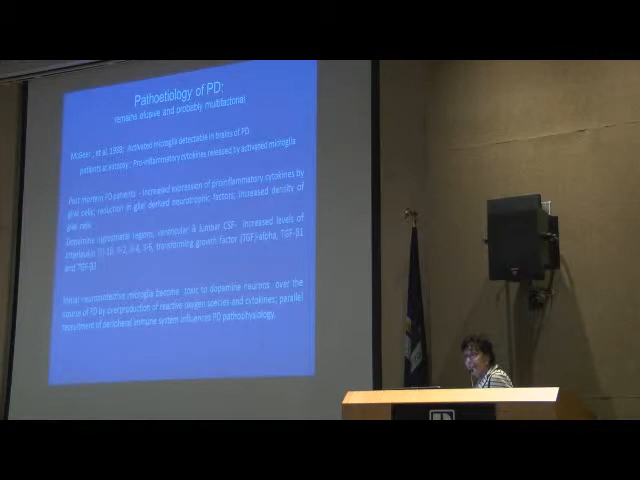 Pathoetiology of PD:
remains elusive and probably multifactorial
McGeer , et al, 1998: Activated microglia detectable in brains of PD
patients at autopsy ; Pro-inflammatory cytokines released by activated microglia
Post mortem PD patients - increased expression of proinflammatory cytokines by
glial cells; reduction in glial derived neurotrophic factors; increased density of
glial cells
Dopamine nigrostriatal regions, ventricular & lumbar CSF- increased levels of
interleukin IL-2, IL-4, IL-6, transforming growth factor (TGF)-alpha, TGF-β1
and TGF-β2
Initial neuroprotective microglia become toxic to dopamine neurons over the
course of PD by overproduction of reactive oxygen species and cytokines; parallel
recruitment of peripheral immune system influences PD pathophysiology.